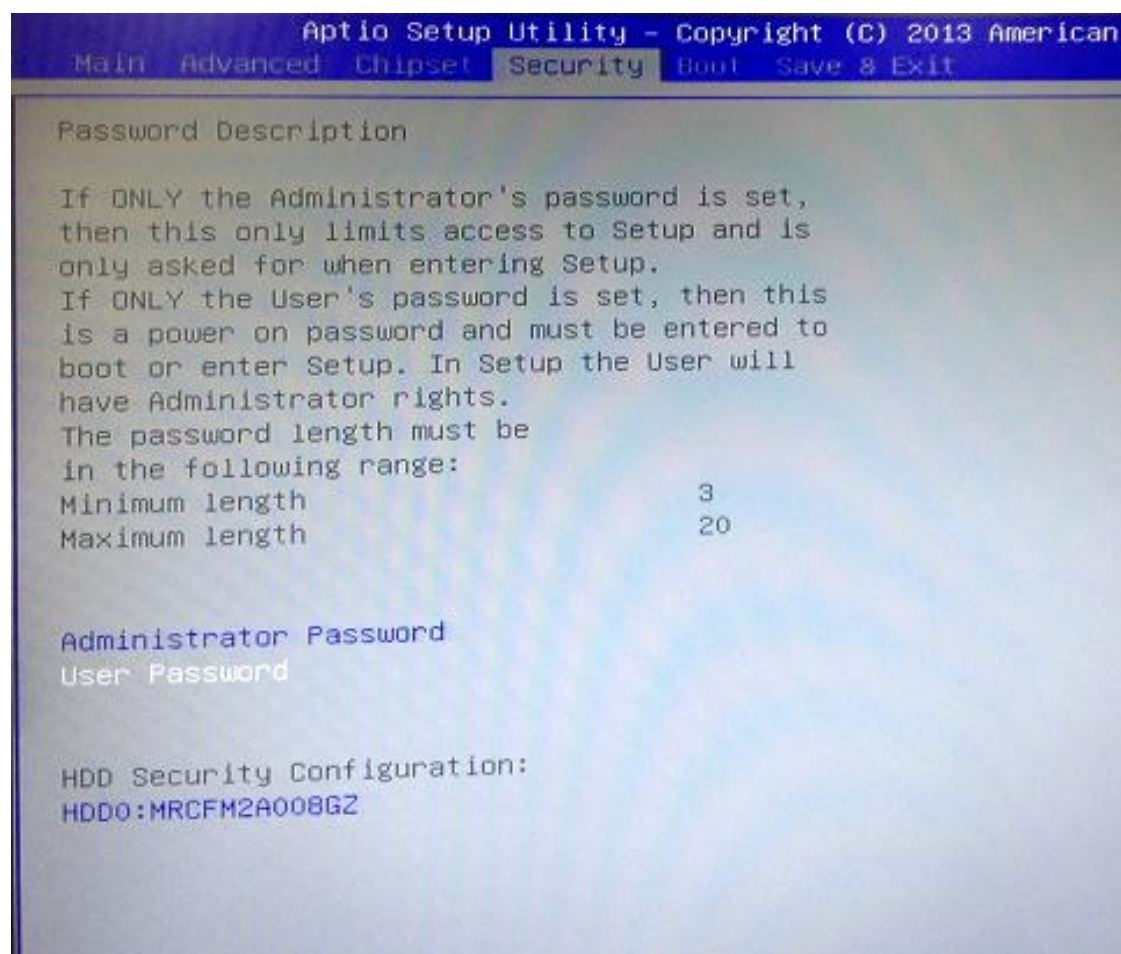 Aptio Setup Utility - Copyright (C) 2013 American
Main Advanced Chipset Security Boot Save & Exit
Password Description
If ONLY the Administrator's password is set,
then this only limits access to Setup and is
only asked for when entering Setup.
If ONLY the User's password is set, then this
is a power on password and must be entered to
boot or enter Setup. In Setup the User will
have Administrator rights.
The password length must be
in the following range:
Minimum length 3
Maximum length 20
Administrator Password
User Password
HDD Security Configuration:
HDD0:MRCFM2A008GZ